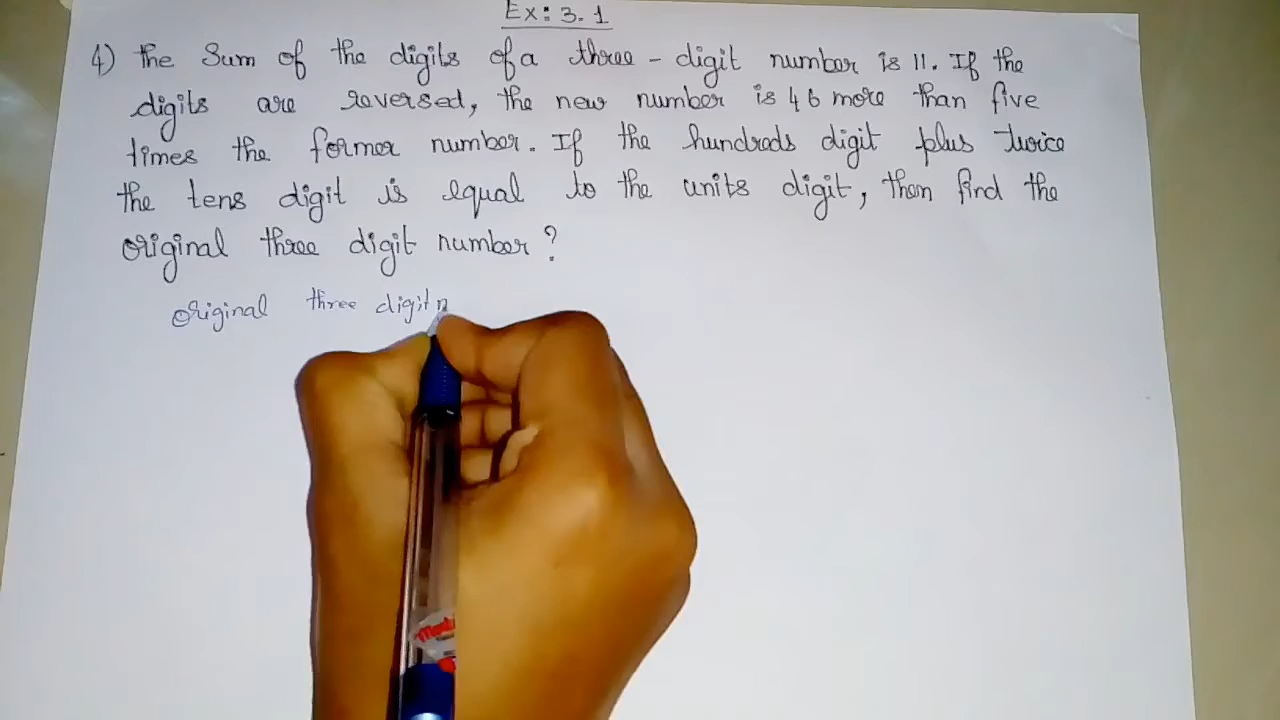 Ex: 3.1
4) The Sum of the digits of a three-digit number is 11. If the
digits are reversed, the new number is 46 more than five
times the former number. If the hundreds digit plus twice
the tens digit is equal to the units digit, then find the
original three digit number?
original three digit n